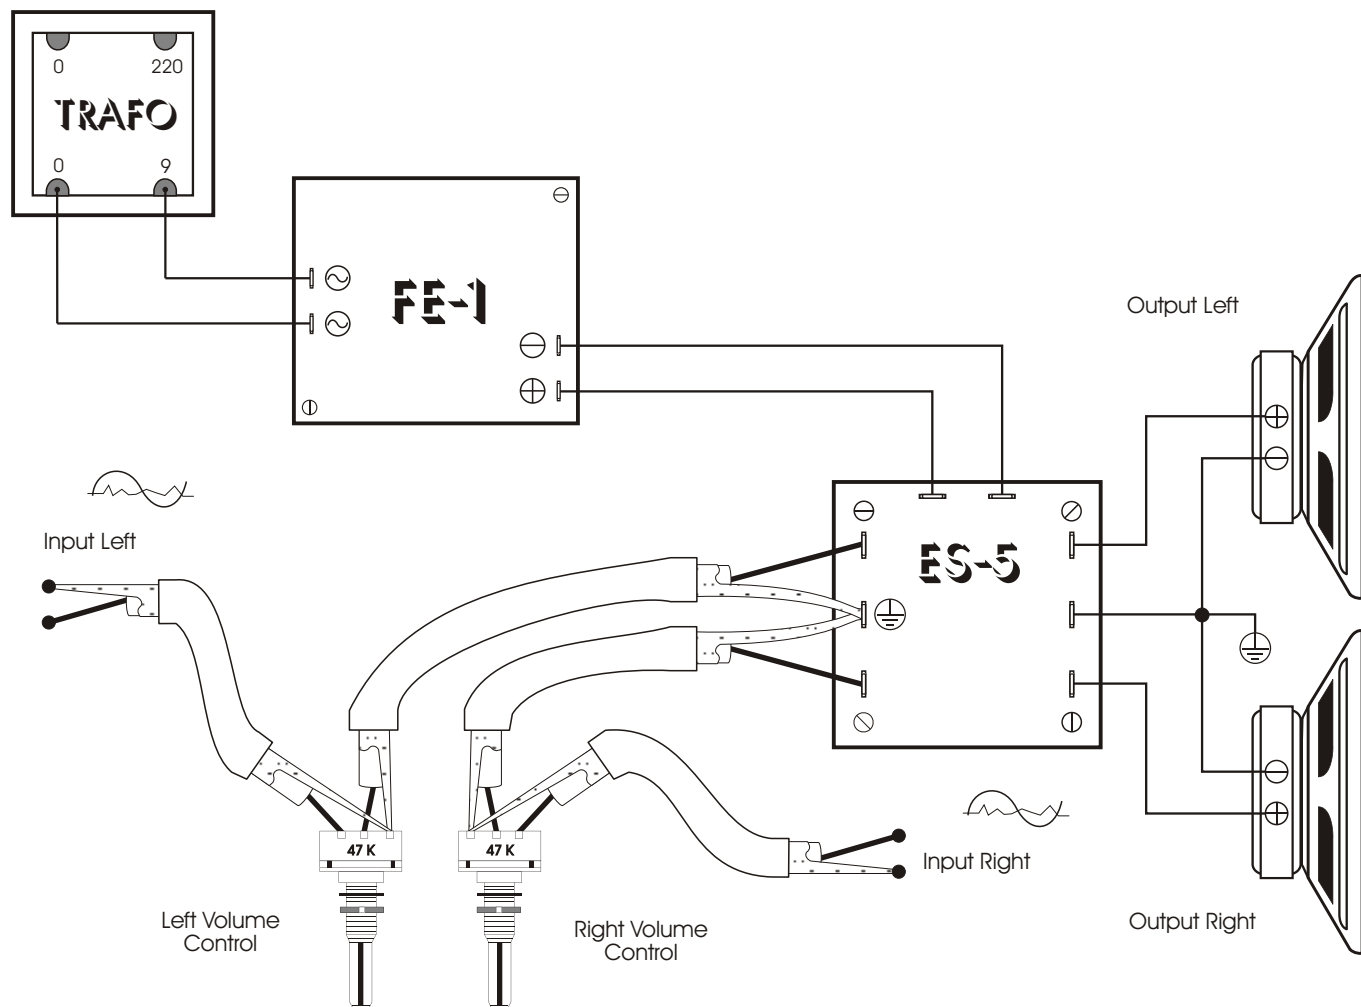 0 220
TRAFO
0 9
FE-1
Output Left
Input Left
ES-5
47 K
47 K
Input Right
Left Volume
Control
Right Volume
Control
Output Right